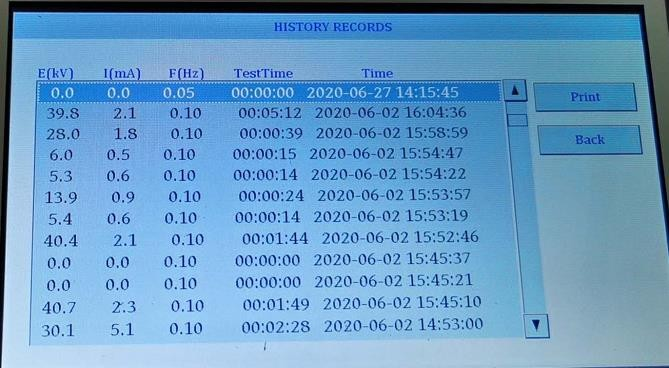 HISTORY RECORDS
E(kV) I(mA) F(Hz) TestTime Time
0.0 0.0 0.05 00:00:00 2020-06-27 14:15:45
39.8 2.1 0.10 00:05:12 2020-06-02 16:04:36
28.0 1.8 0.10 00:00:39 2020-06-02 15:58:59
6.0 0.5 0.10 00:00:15 2020-06-02 15:54:47
5.3 0.6 0.10 00:00:14 2020-06-02 15:54:22
13.9 0.9 0.10 00:00:24 2020-06-02 15:53:57
5.4 0.6 0.10 00:00:14 2020-06-02 15:53:19
40.4 2.1 0.10 00:01:44 2020-06-02 15:52:46
0.0 0.0 0.10 00:00:00 2020-06-02 15:45:37
0.0 0.0 0.10 00:00:00 2020-06-02 15:45:21
40.7 2.3 0.10 00:01:49 2020-06-02 15:45:10
30.1 5.1 0.10 00:02:28 2020-06-02 14:53:00
Print
Back